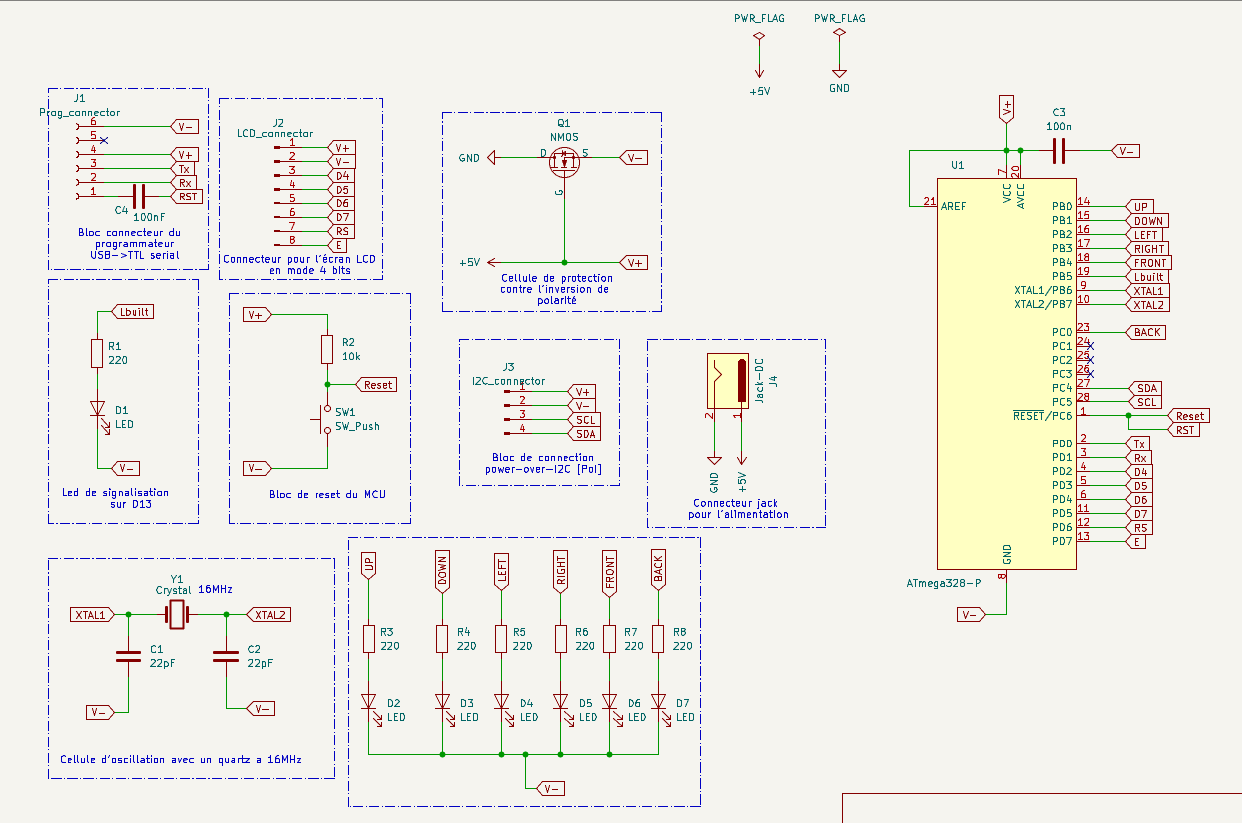 PWR_FLAG
PWR_FLAG
+5V
GND
J1
Prog_connector
6
V-
5
4
V+
3
Tx
2
Rx
1
RST
C4
100nF
Bloc connecteur du
programmateur
USB->TTL serial
J2
LCD_connector
1
V+
2
V-
3
D4
4
D5
5
D6
6
D7
7
RS
8
E
Connecteur pour l'écran LCD
en mode 4 bits
Q1
NMOS
GND
D
S
V-
G
+5V
V+
Cellule de protection
contre l'inversion de
polarité
V+
C3
100n
V-
U1
7
20
VCC
AVCC
21
AREF
PB0
14
UP
PB1
15
DOWN
PB2
16
LEFT
PB3
17
RIGHT
PB4
18
FRONT
PB5
19
Lbuilt
XTAL1/PB6
9
XTAL1
XTAL2/PB7
10
XTAL2
PC0
23
BACK
PC1
24
PC2
25
PC3
26
PC4
27
SDA
PC5
28
SCL
RESET/PC6
1
Reset
RST
PD0
2
Tx
PD1
3
Rx
PD2
4
D4
PD3
5
D5
PD4
6
D6
PD5
11
D7
PD6
12
RS
PD7
13
E
GND
8
ATmega328-P
V-
Lbuilt
R1
220
D1
LED
V-
Led de signalisation
sur D13
V+
R2
10k
Reset
SW1
SW_Push
V-
Bloc de reset du MCU
J3
I2C_connector
1
V+
2
V-
3
SCL
4
SDA
Bloc de connection
power-over-I2C [PoI]
Jack-DC
J4
2
1
GND
+5V
Connecteur jack
pour l'alimentation
Y1
Crystal
16MHz
XTAL1
XTAL2
C1
22pF
C2
22pF
V-
V-
Cellule d'oscillation avec un quartz a 16MHz
UP
DOWN
LEFT
RIGHT
FRONT
BACK
R3
220
R4
220
R5
220
R6
220
R7
220
R8
220
D2
LED
D3
LED
D4
LED
D5
LED
D6
LED
D7
LED
V-